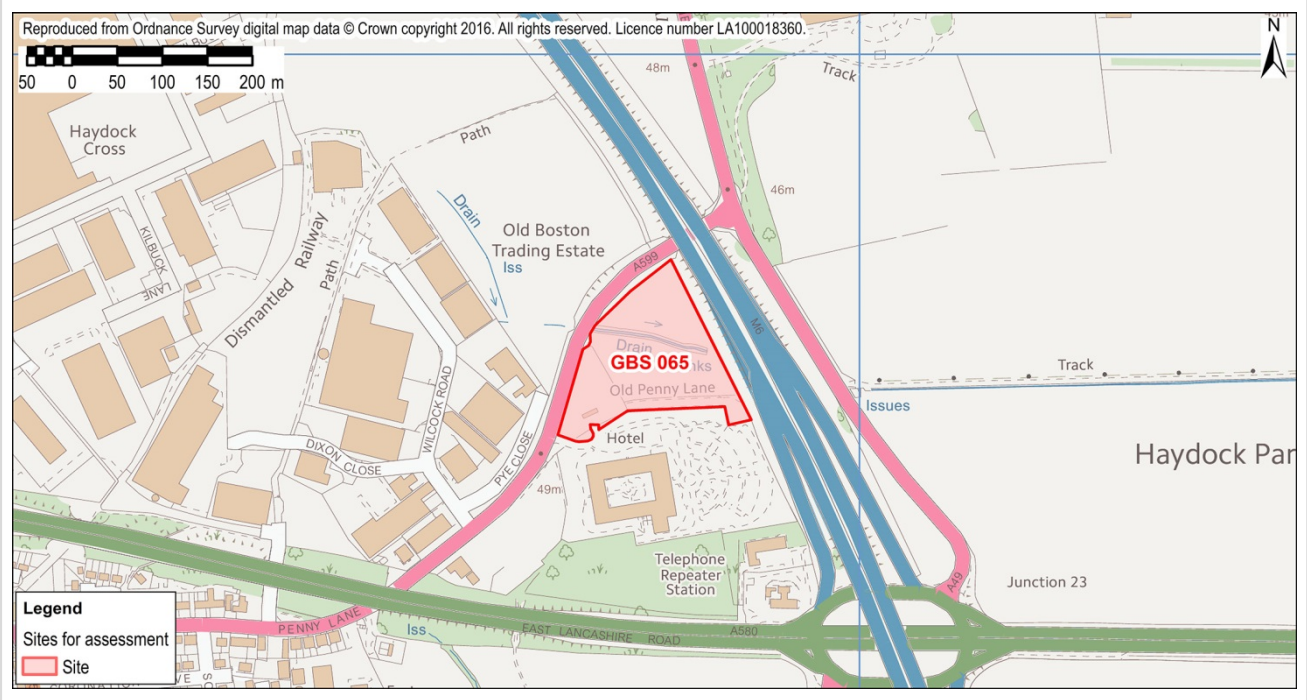 Reproduced from Ordnance Survey digital map data © Crown copyright 2016. All rights reserved. Licence number LA100018360.
50 0 50 100 150 200 m
N
48m
Track
Haydock
Cross
Path
46m
Drain
KILBUCK
LANE
Dismantled Railway
Path
Old Boston
Trading Estate
Iss
A599
M6
Drain
GBS 065
Old Penny Lane
Track
Issues
WILCOCK ROAD
DIXON CLOSE
PYE CLOSE
Hotel
49m
Haydock Par
Telephone
Repeater
Station
A49
Junction 23
PENNY LANE
Iss
EAST LANCASHIRE ROAD
A580
Legend
Sites for assessment
Site